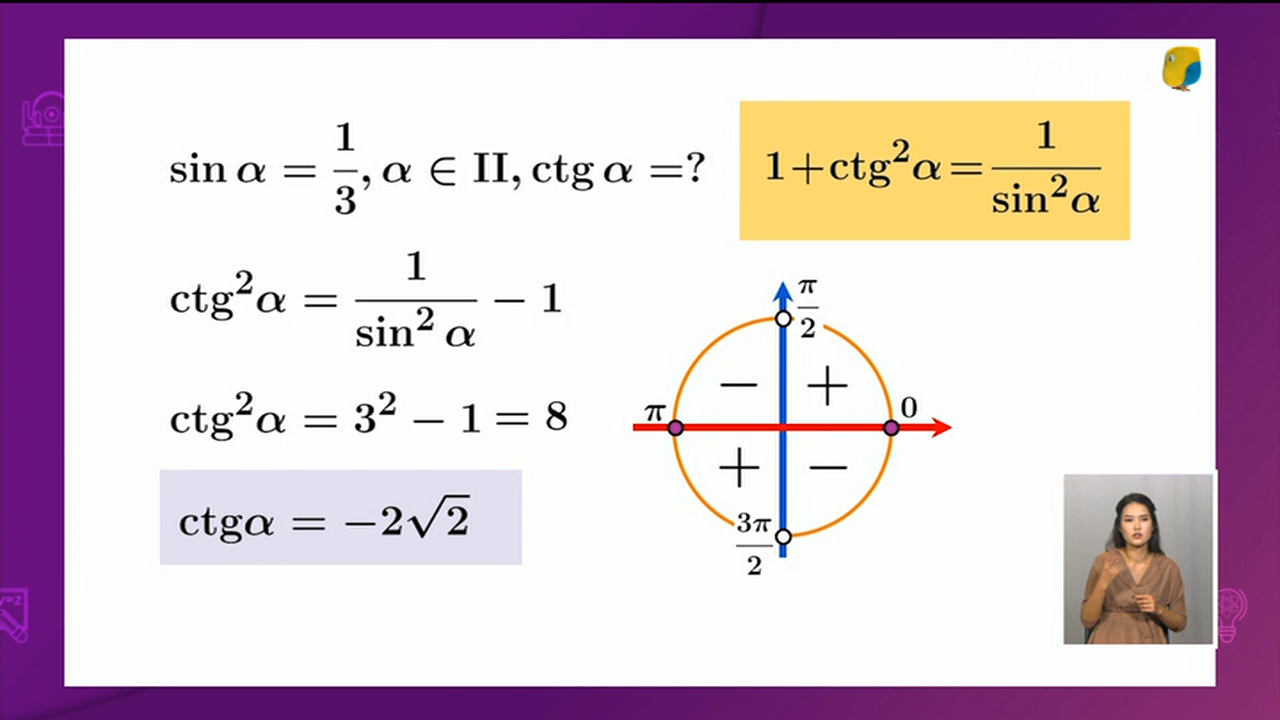 sin α = 1/3, α ∈ II, ctg α =?
1+ctg²α=1/sin²α
ctg²α = 1/sin² α − 1
ctg²α = 3² − 1 = 8
ctgα = −2√2
π/2
− +
π 0
+ −
3π/2